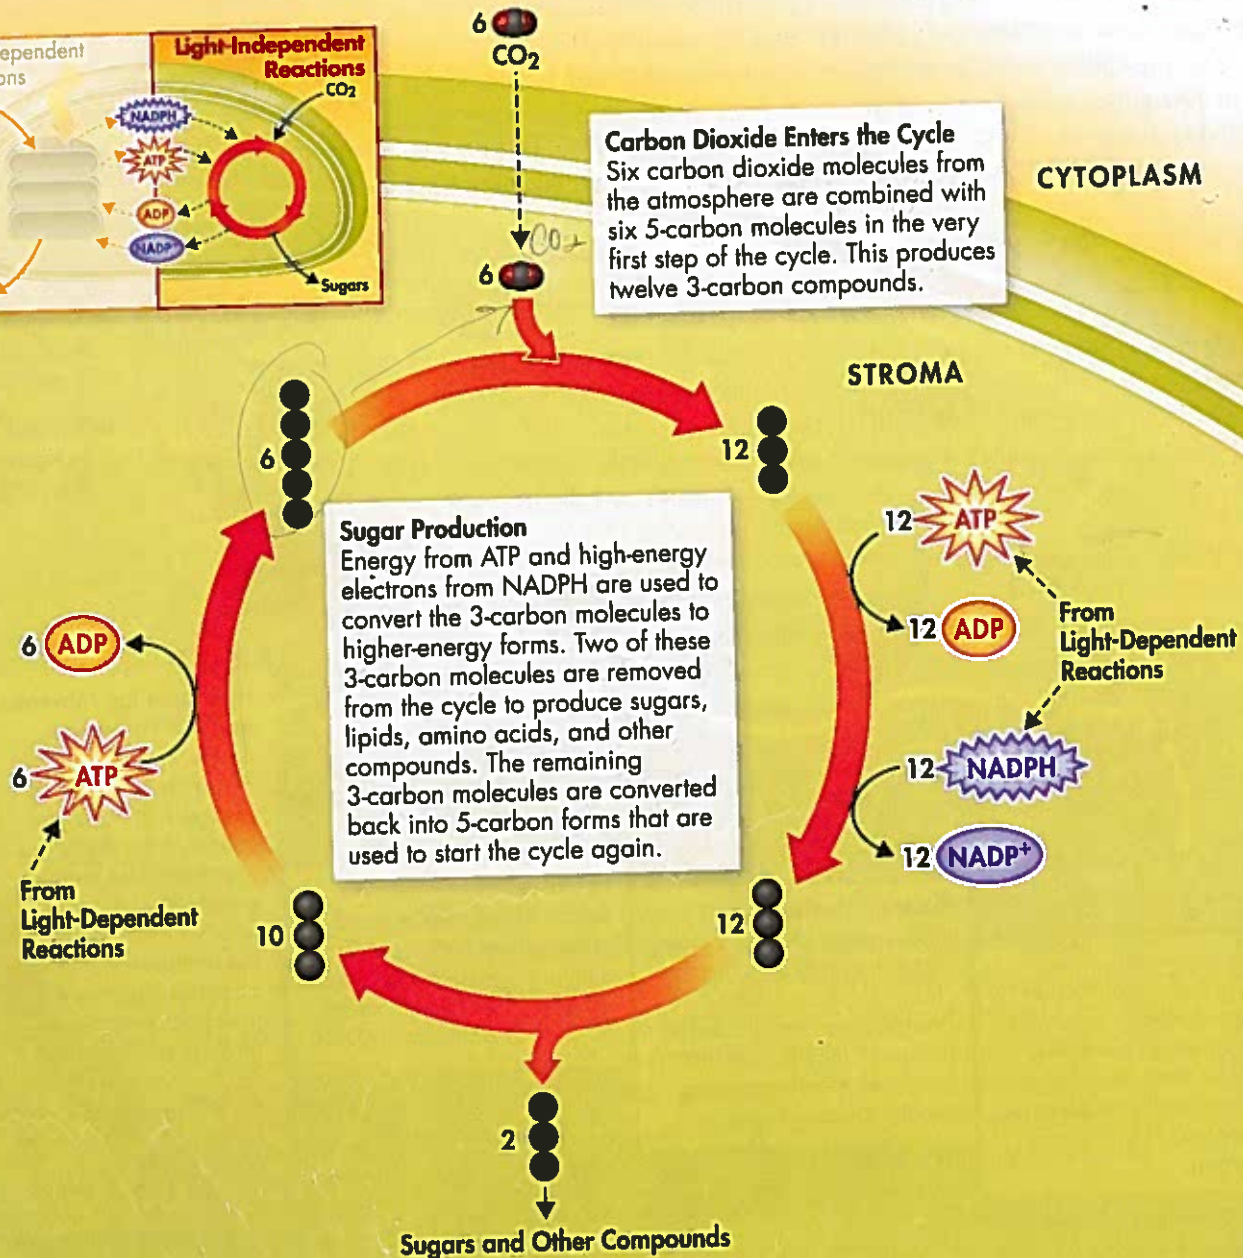 ependent
ons
Light-Independent
Reactions
CO2
NADPH
ATP
ADP
NADP+
Sugars
6
CO2
CO2
6
Carbon Dioxide Enters the Cycle
Six carbon dioxide molecules from
the atmosphere are combined with
six 5-carbon molecules in the very
first step of the cycle. This produces
twelve 3-carbon compounds.
CYTOPLASM
STROMA
6
12
Sugar Production
Energy from ATP and high-energy
electrons from NADPH are used to
convert the 3-carbon molecules to
higher-energy forms. Two of these
3-carbon molecules are removed
from the cycle to produce sugars,
lipids, amino acids, and other
compounds. The remaining
3-carbon molecules are converted
back into 5-carbon forms that are
used to start the cycle again.
12 ATP
12 ADP
From
Light-Dependent
Reactions
12 NADPH
12 NADP+
6 ADP
6 ATP
From
Light-Dependent
Reactions
10
12
2
Sugars and Other Compounds